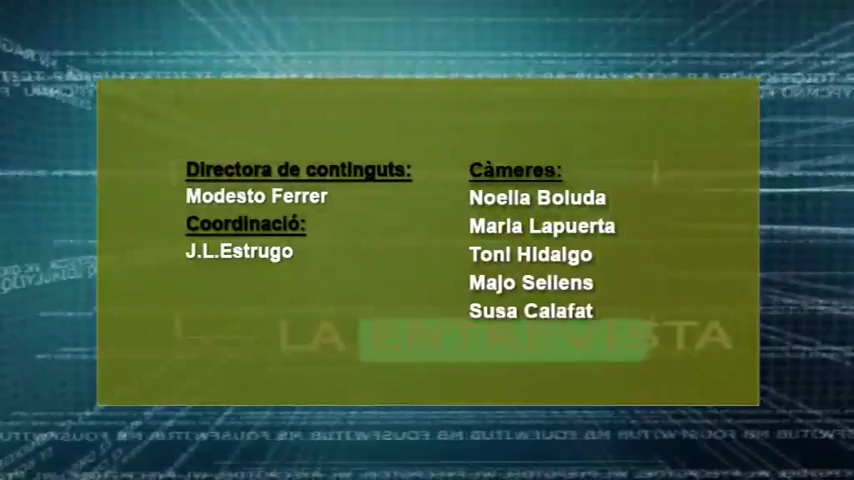 Directora de continguts:
Modesto Ferrer
Coordinació:
J.L.Estrugo
Càmeres:
Noelia Boluda
Maria Lapuerta
Toni Hidalgo
Majo Sellens
Susa Calafat
LA ENTREVISTA